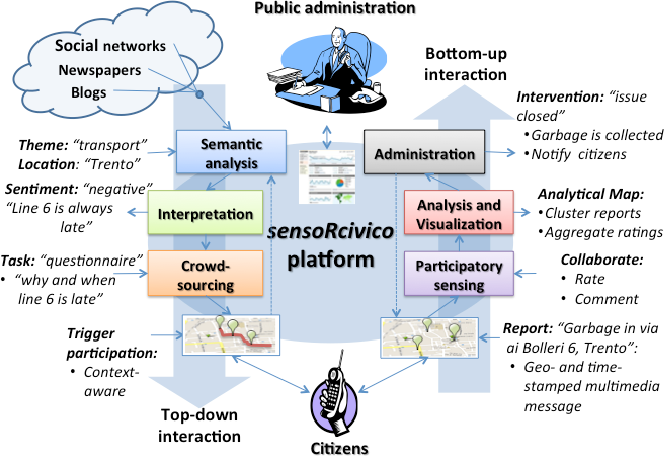 Public administration
Social networks
Newspapers
Blogs
Bottom-up
interaction
Intervention: “issue
closed”
•Garbage is collected
•Notify citizens
Theme: “transport”
Location: “Trento”
Semantic
analysis
Administration
Sentiment: “negative”
“Line 6 is always
late”
Interpretation
sensoRcivico
platform
Analysis and
Visualization
Analytical Map:
•Cluster reports
•Aggregate ratings
Task: “questionnaire”
• “why and when
line 6 is late”
Crowd-
sourcing
Participatory
sensing
Collaborate:
• Rate
• Comment
Trigger
participation:
• Context-
aware
Report: “Garbage in via
ai Bolleri 6, Trento”:
• Geo- and time-
stamped multimedia
message
Top-down
interaction
Citizens